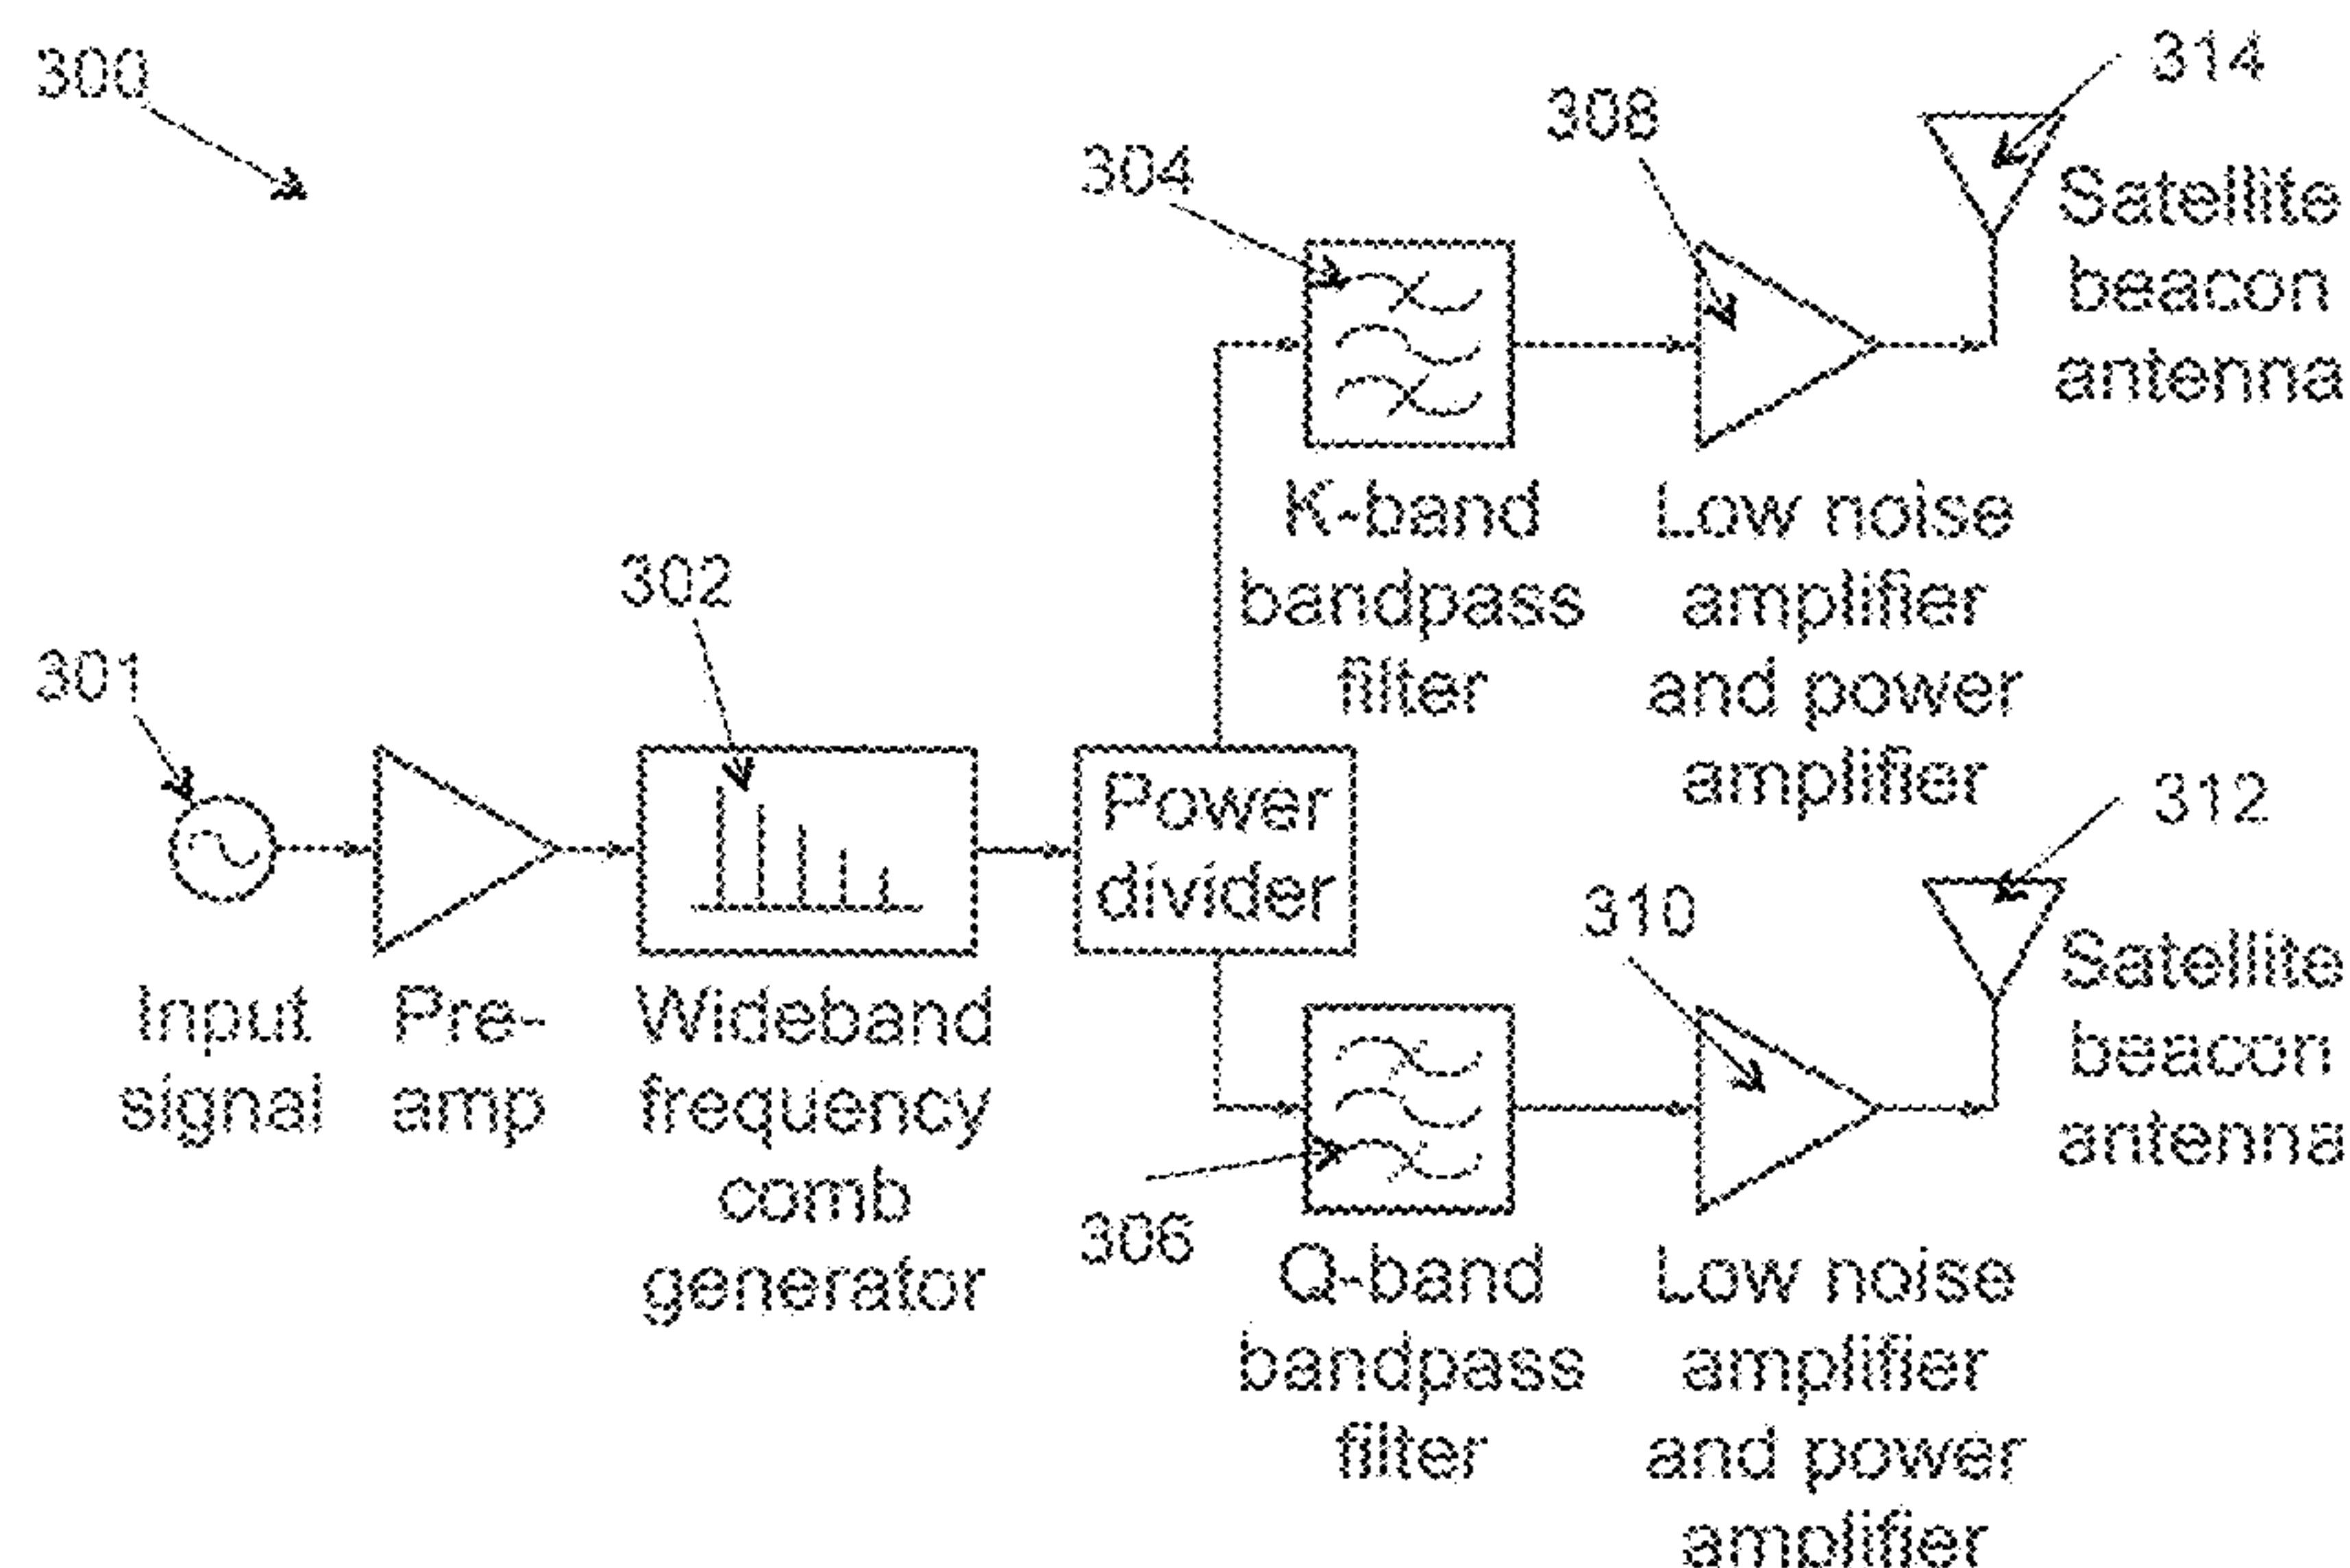 300
314
308
304
Satellite
beacon
antenna
K-band
bandpass
filter
Low noise
amplifier
and power
amplifier
302
301
Power
divider
312
310
Input
signal
Pre-
amp
Wideband
frequency
comb
generator
Satellite
beacon
antenna
306
Q-band
bandpass
filter
Low noise
amplifier
and power
amplifier